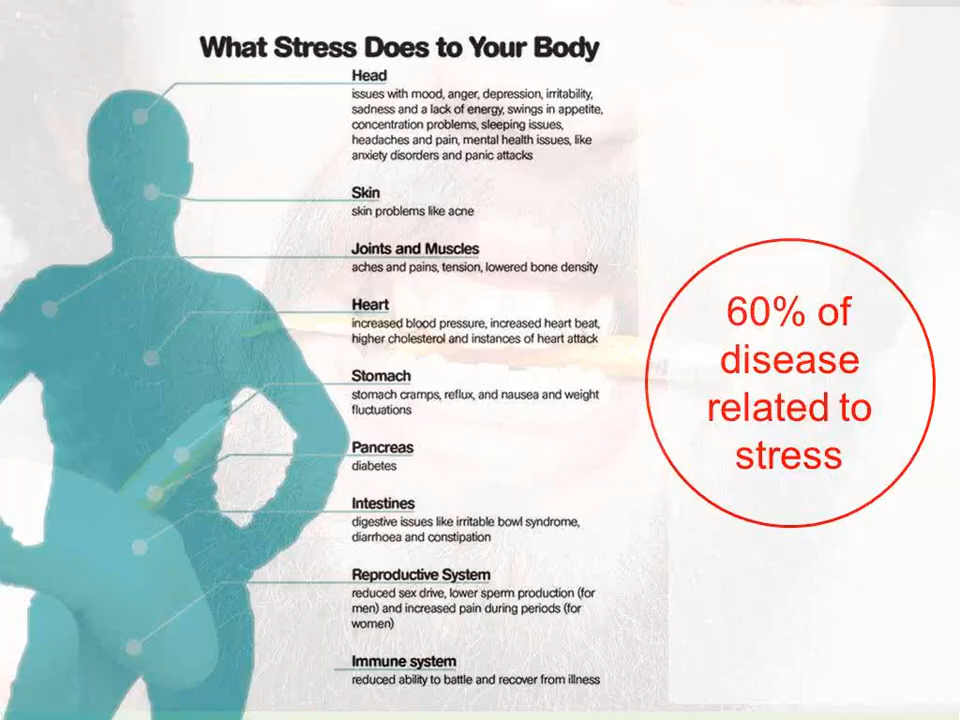 What Stress Does to Your Body
Head
issues with mood, anger, depression, irritability,
sadness and a lack of energy, swings in appetite,
concentration problems, sleeping issues,
headaches and pain, mental health issues, like
anxiety disorders and panic attacks
Skin
skin problems like acne
Joints and Muscles
aches and pains, tension, lowered bone density
Heart
increased blood pressure, increased heart beat,
higher cholesterol and instances of heart attack
Stomach
stomach cramps, reflux, and nausea and weight
fluctuations
Pancreas
diabetes
Intestines
digestive issues like irritable bowl syndrome,
diarrhoea and constipation
Reproductive System
reduced sex drive, lower sperm production (for
men) and increased pain during periods (for
women)
Immune system
reduced ability to battle and recover from illness
60% of
disease
related to
stress